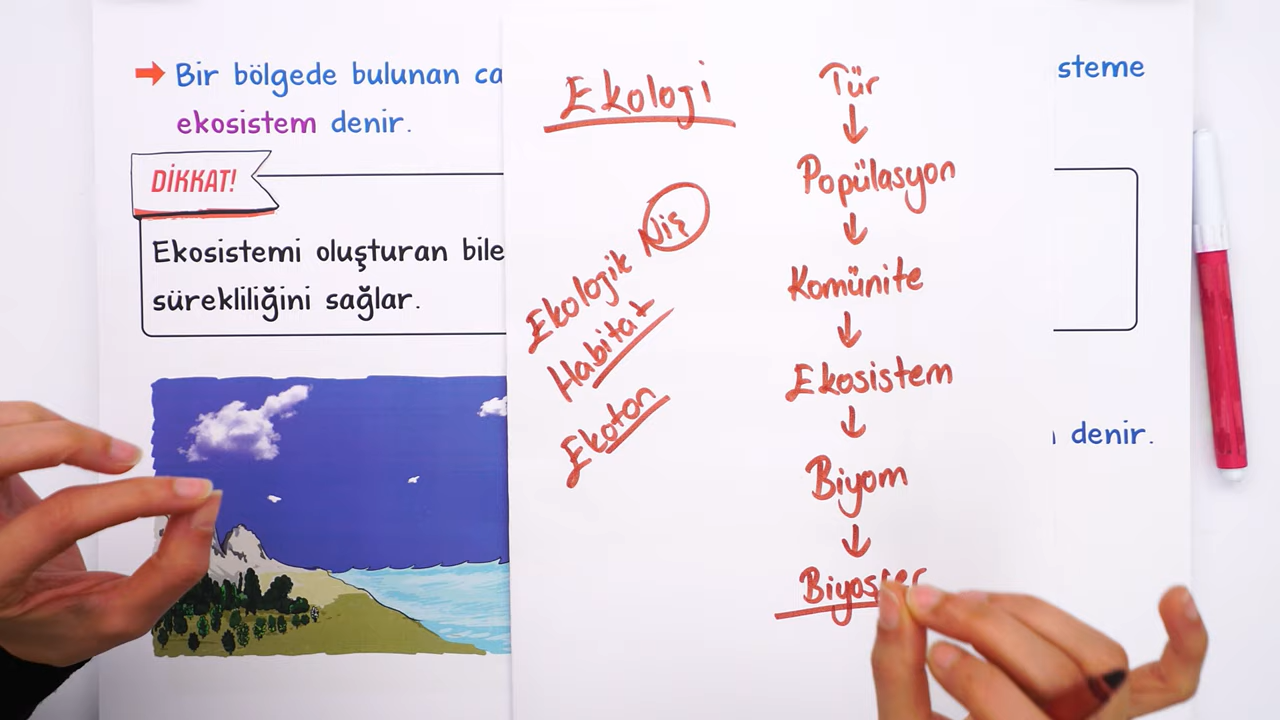 Bir bölgede bulunan ca
ekosistem denir.
DİKKAT!
Ekosistemi oluşturan bile
sürekliliğini sağlar.
Ekoloji
Ekologik Niş
Habitat
Ekoton
Tür
Popülasyon
Komünite
Ekosistem
Biyom
steme
denir.